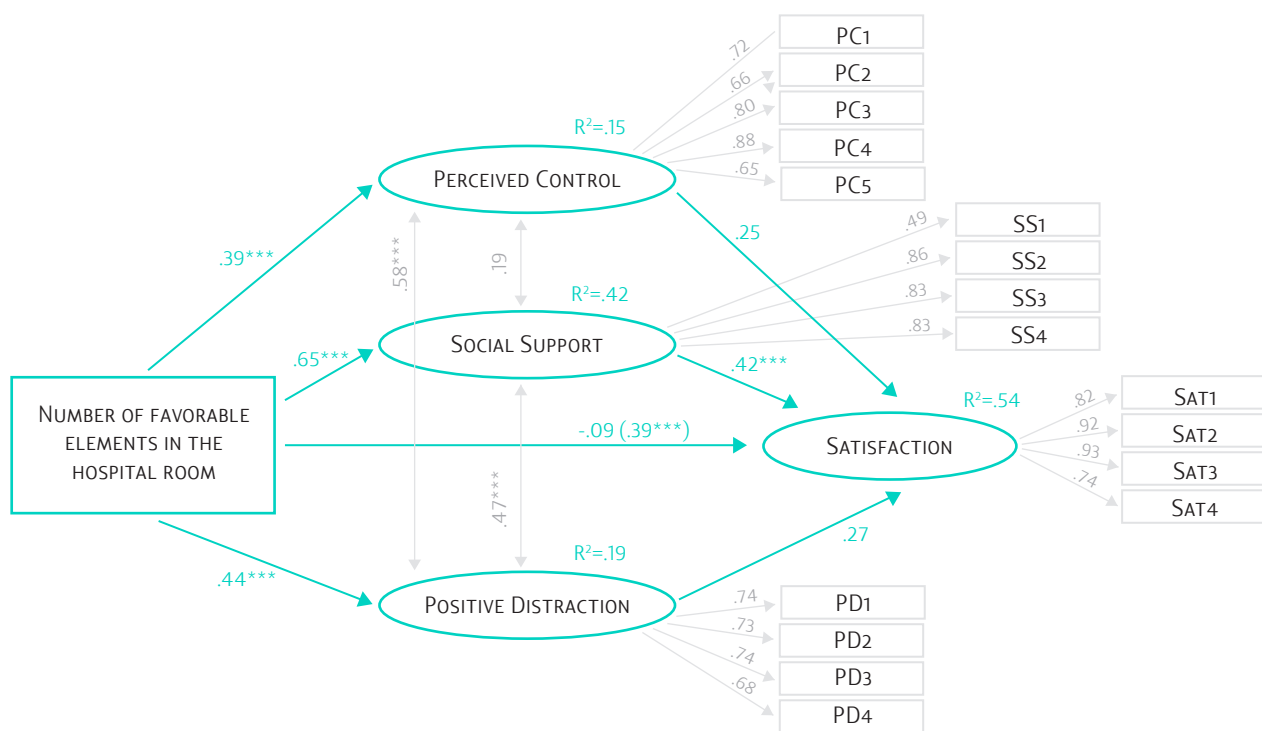 PC1
.72
PC2
.66
PC3
.80
PC4
.88
PC5
.65
R²=.15
PERCEIVED CONTROL
SS1
.49
SS2
.86
SS3
.83
SS4
.83
.39***
.58***
.19
.25
R²=.42
SOCIAL SUPPORT
.65***
.42***
NUMBER OF FAVORABLE
ELEMENTS IN THE
HOSPITAL ROOM
-.09 (.39***)
R²=.54
SATISFACTION
SAT1
.82
SAT2
.92
SAT3
.93
SAT4
.74
.47***
R²=.19
.27
.44***
POSITIVE DISTRACTION
PD1
.74
PD2
.73
PD3
.74
PD4
.68